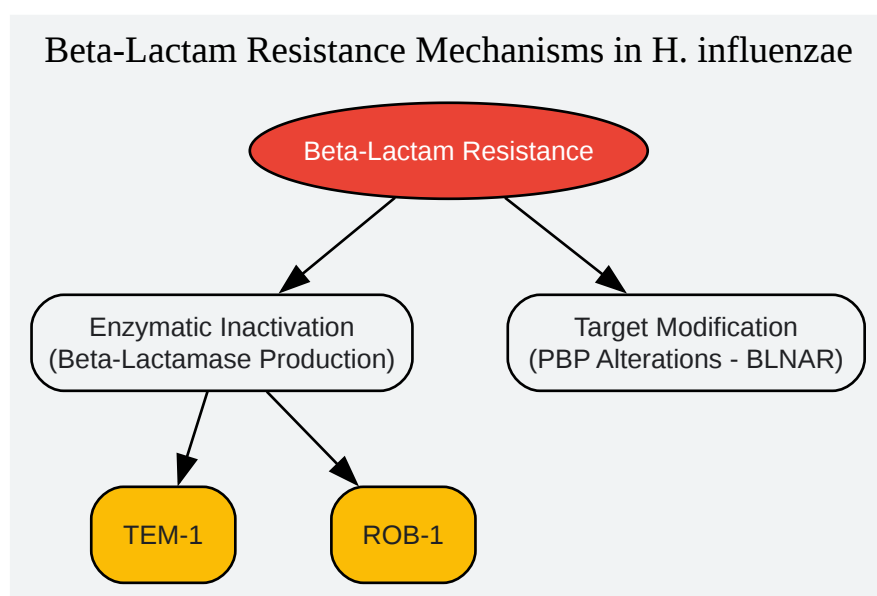 Beta-Lactam Resistance Mechanisms in H. influenzae
Beta-Lactam Resistance
Enzymatic Inactivation
(Beta-Lactamase Production)
Target Modification
(PBP Alterations - BLNAR)
TEM-1
ROB-1